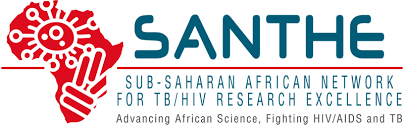 SANTHE
SUB-SAHARAN AFRICAN NETWORK
FOR TB/HIV RESEARCH EXCELLENCE
Advancing African Science, Fighting HIV/AIDS and TB